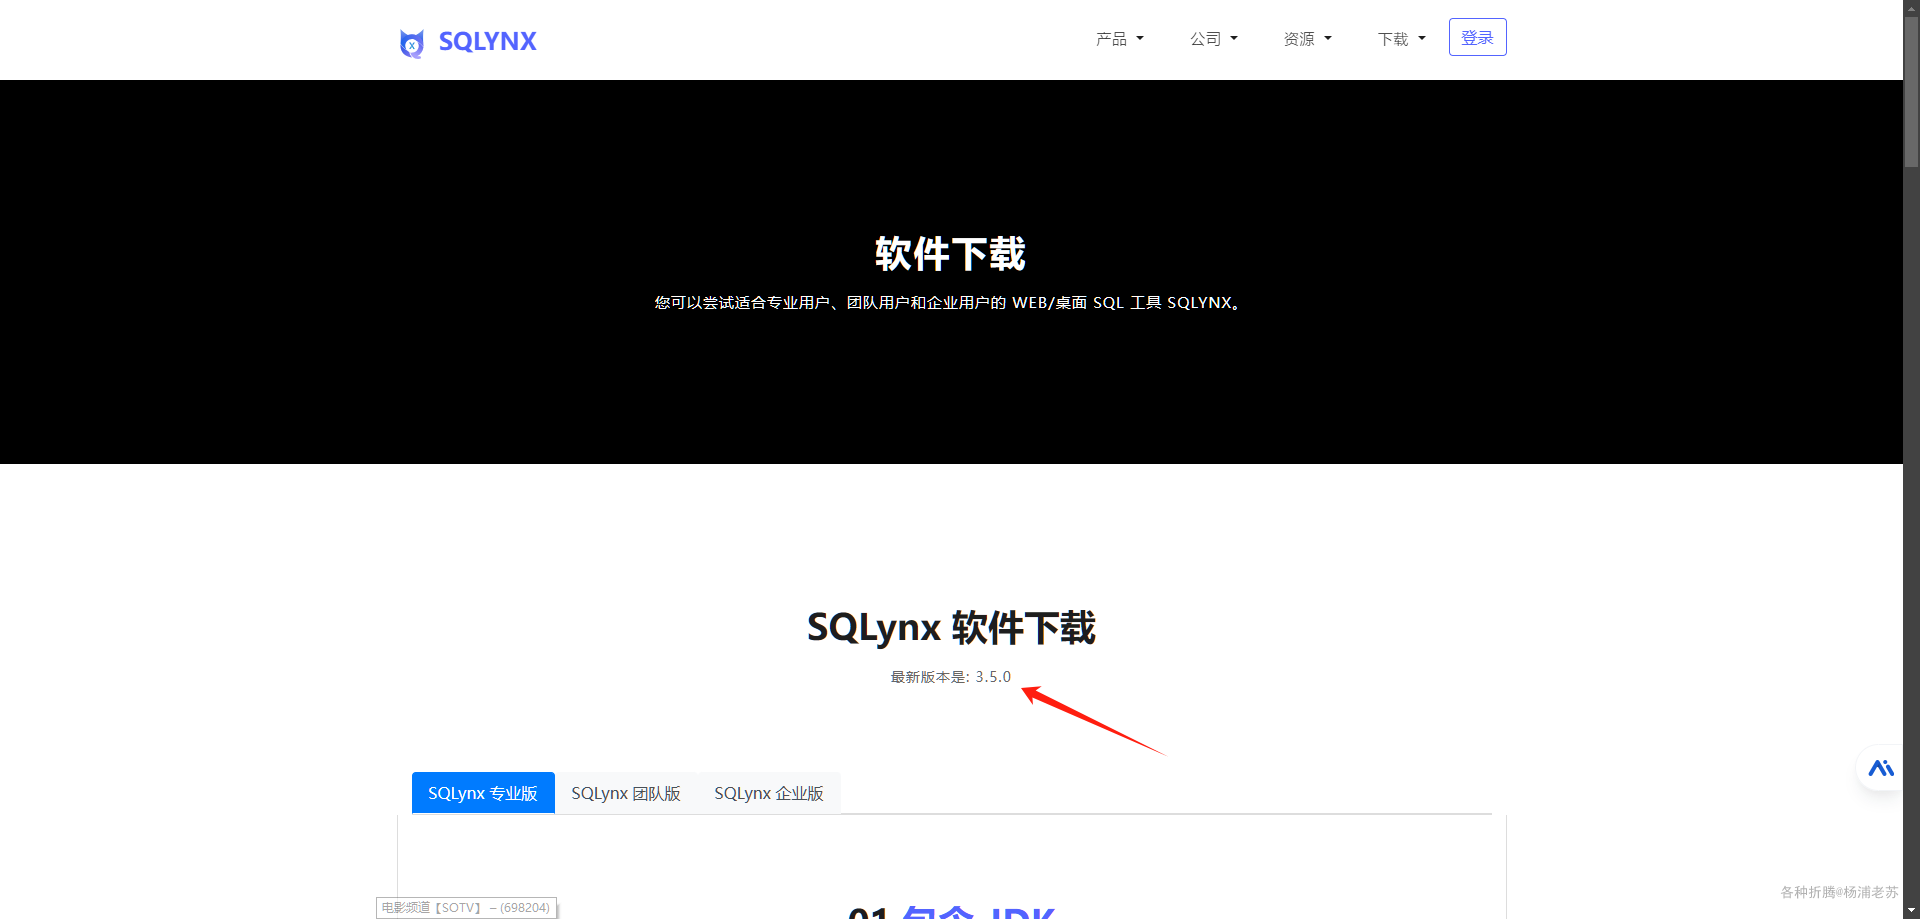 SQLYNX
产品 公司 资源 下载 登录
软件下载
您可以尝试适合专业用户、团队用户和企业用户的 WEB/桌面 SQL 工具 SQLYNX。
SQLynx 软件下载
最新版本是: 3.5.0
SQLynx 专业版 SQLynx 团队版 SQLynx 企业版
01 包含 JDK
各种折腾@杨浦老苏
电影频道【SOTV】 – (698204)